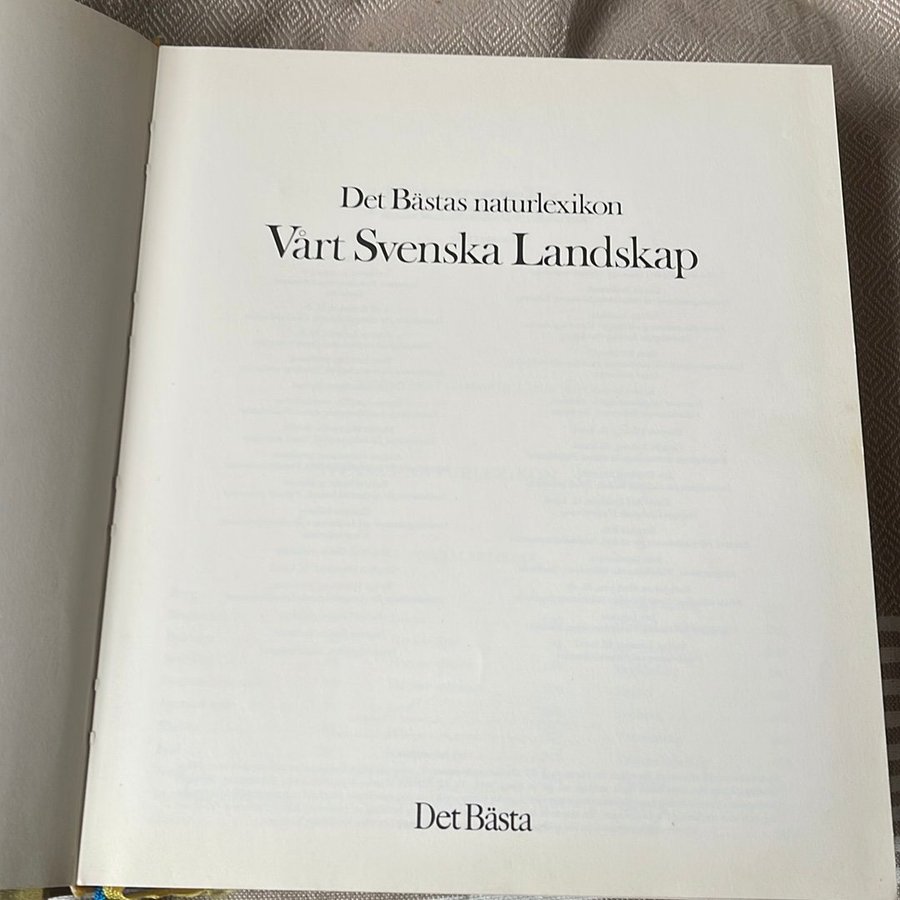 Det Bästas naturlexikon
Vårt Svenska Landskap
Det Bästa